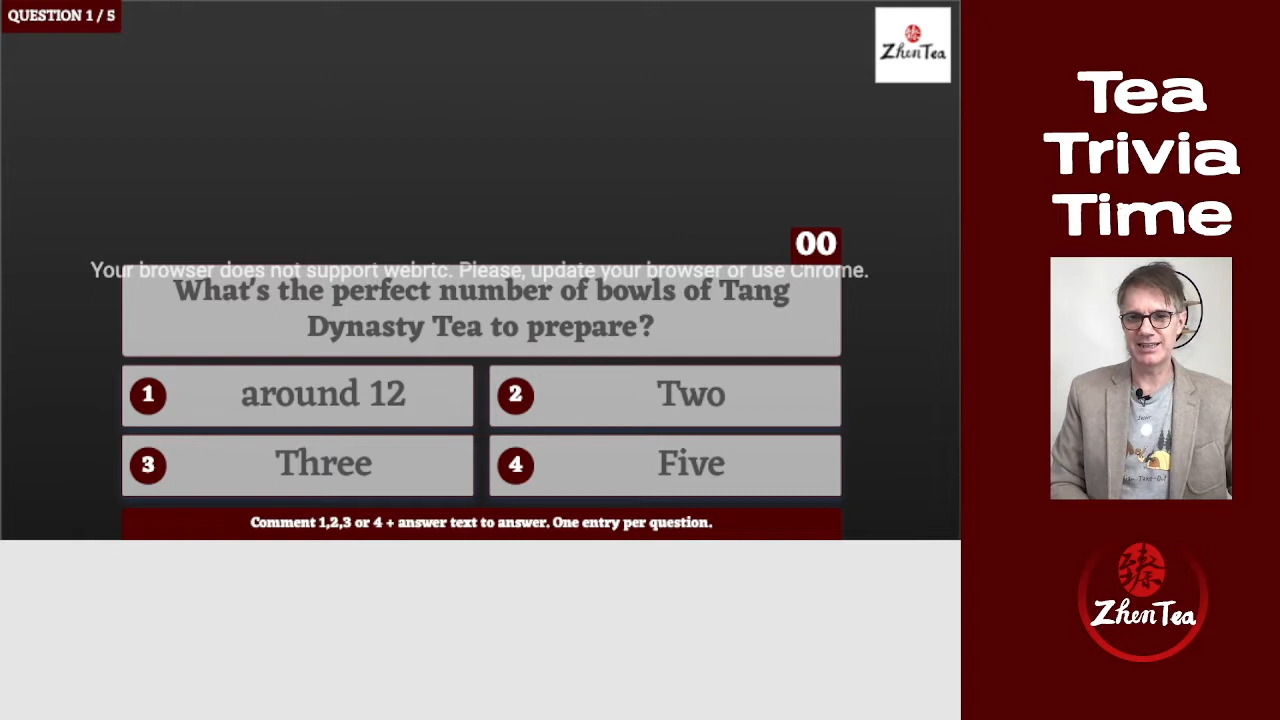 QUESTION 1 / 5
臻
ZhenTea
00
Your browser does not support webrtc. Please, update your browser or use Chrome.
What's the perfect number of bowls of Tang
Dynasty Tea to prepare?
1 around 12
2 Two
3 Three
4 Five
Comment 1,2,3 or 4 + answer text to answer. One entry per question.
Tea
Trivia
Time
臻
ZhenTea